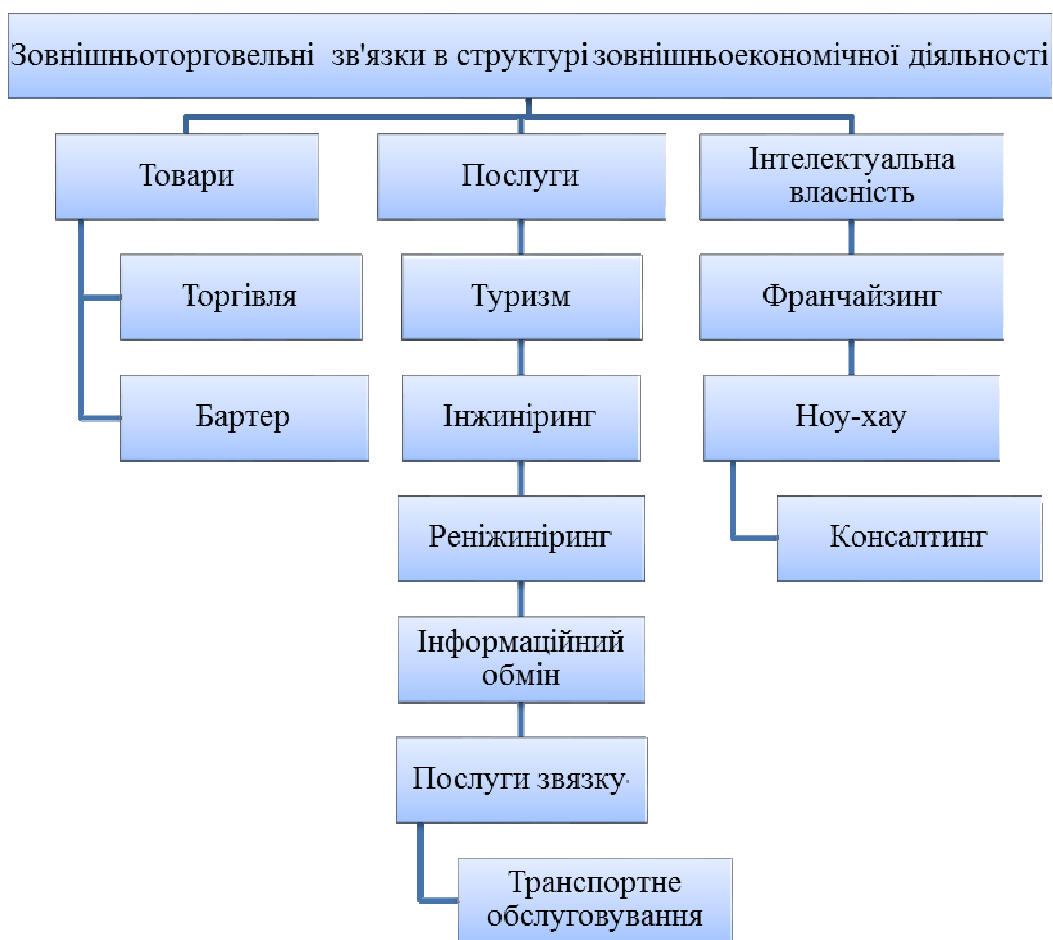 Зовнішньоторговельні зв'язки в структурі зовнішньоекономічної діяльності
Товари
Послуги
Інтелектуальна
власність
Торгівля
Туризм
Франчайзинг
Бартер
Інжиніринг
Ноу-хау
Реніжиніринг
Консалтинг
Інформаційний
обмін
Послуги звязку
Транспортне
обслуговування